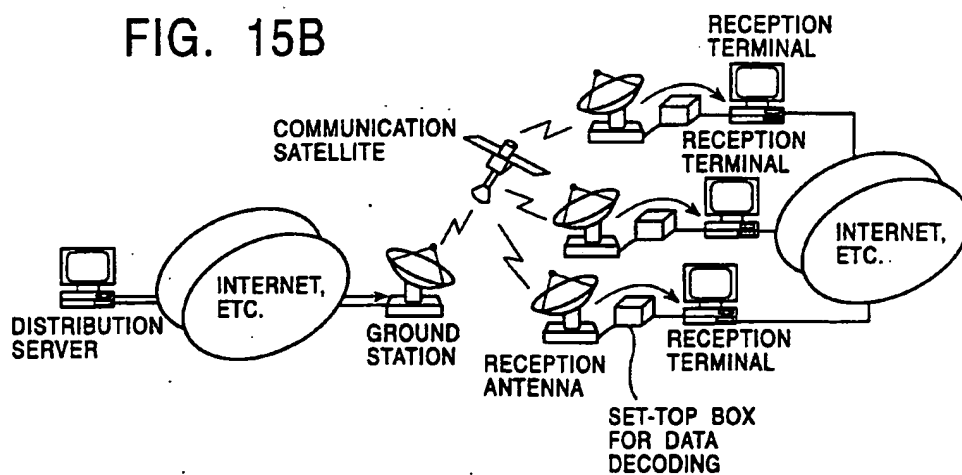 FIG. 15B
RECEPTION
TERMINAL
COMMUNICATION
SATELLITE
RECEPTION
TERMINAL
INTERNET,
ETC.
INTERNET,
ETC.
DISTRIBUTION
SERVER
GROUND
STATION
RECEPTION
ANTENNA
RECEPTION
TERMINAL
SET-TOP BOX
FOR DATA
DECODING